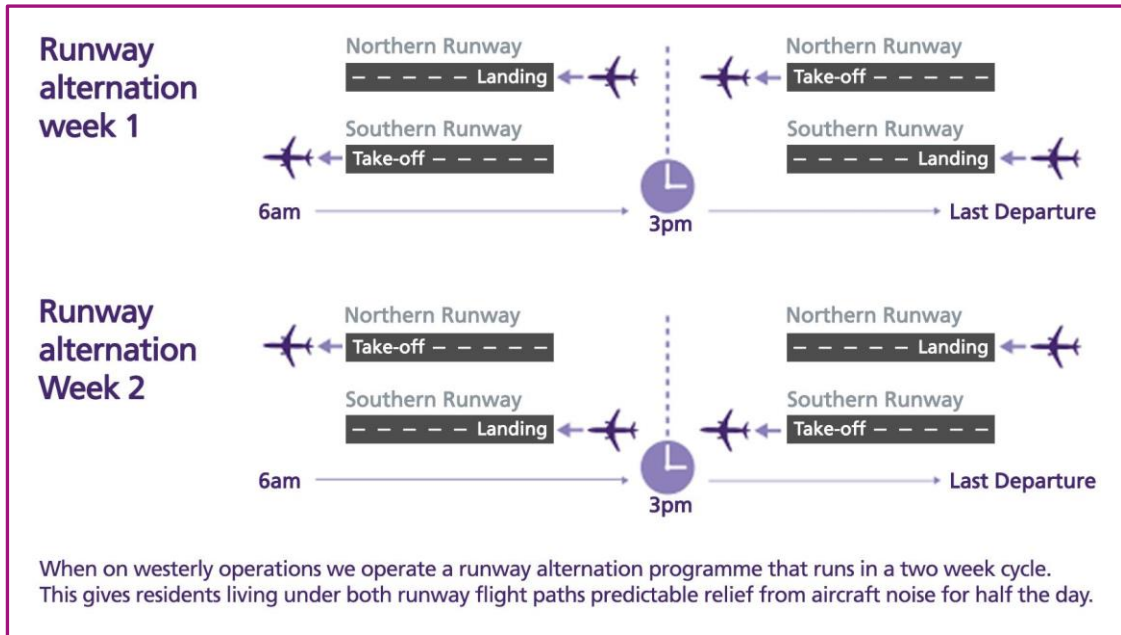 Runway
alternation
week 1
Northern Runway
Landing
Northern Runway
Take-off
Southern Runway
Take-off
Southern Runway
Landing
6am
3pm
Last Departure
Runway
alternation
Week 2
Northern Runway
Take-off
Northern Runway
Landing
Southern Runway
Landing
Southern Runway
Take-off
6am
3pm
Last Departure
When on westerly operations we operate a runway alternation programme that runs in a two week cycle.
This gives residents living under both runway flight paths predictable relief from aircraft noise for half the day.